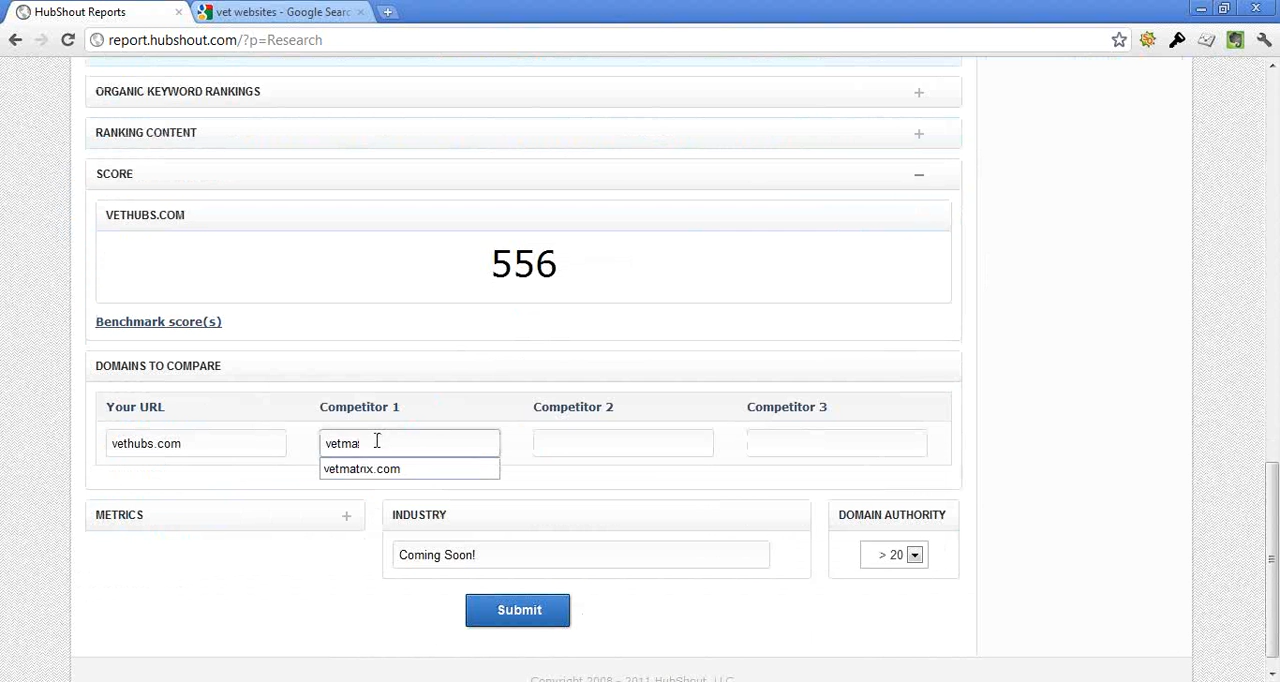 HubShout Reports
vet websites - Google Searc
report.hubshout.com/?p=Research
ORGANIC KEYWORD RANKINGS
RANKING CONTENT
SCORE
VETHUBS.COM
556
Benchmark score(s)
DOMAINS TO COMPARE
Your URL Competitor 1 Competitor 2 Competitor 3
vethubs.com vetma
vetmatrix.com
METRICS INDUSTRY DOMAIN AUTHORITY
Coming Soon! > 20
Submit
Copyright 2008 - 2011 HubShout, LLC